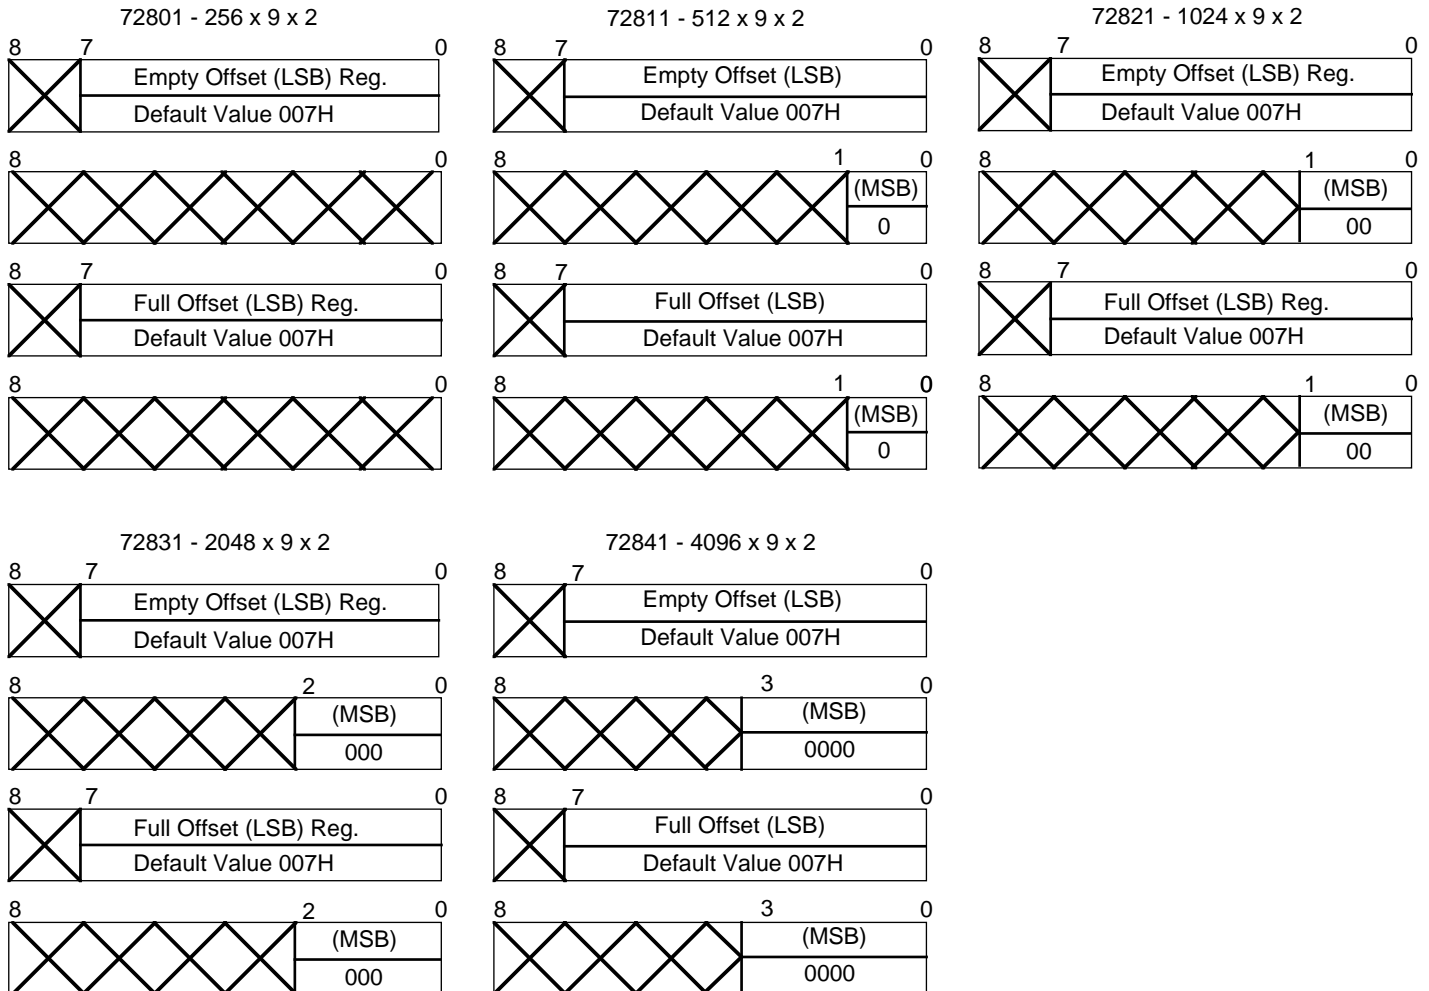 72801 - 256 x 9 x 2
8 7 0
Empty Offset (LSB) Reg.
Default Value 007H
8 0
8 7 0
Full Offset (LSB) Reg.
Default Value 007H
8 0
72811 - 512 x 9 x 2
8 7 0
Empty Offset (LSB)
Default Value 007H
8 1 0
(MSB)
0
8 7 0
Full Offset (LSB)
Default Value 007H
8 1 0
(MSB)
0
72821 - 1024 x 9 x 2
8 7 0
Empty Offset (LSB) Reg.
Default Value 007H
8 1 0
(MSB)
00
8 7 0
Full Offset (LSB) Reg.
Default Value 007H
8 1 0
(MSB)
00
72831 - 2048 x 9 x 2
8 7 0
Empty Offset (LSB) Reg.
Default Value 007H
8 2 0
(MSB)
000
8 7 0
Full Offset (LSB) Reg.
Default Value 007H
8 2 0
(MSB)
000
72841 - 4096 x 9 x 2
8 7 0
Empty Offset (LSB)
Default Value 007H
8 3 0
(MSB)
0000
8 7 0
Full Offset (LSB)
Default Value 007H
8 3 0
(MSB)
0000